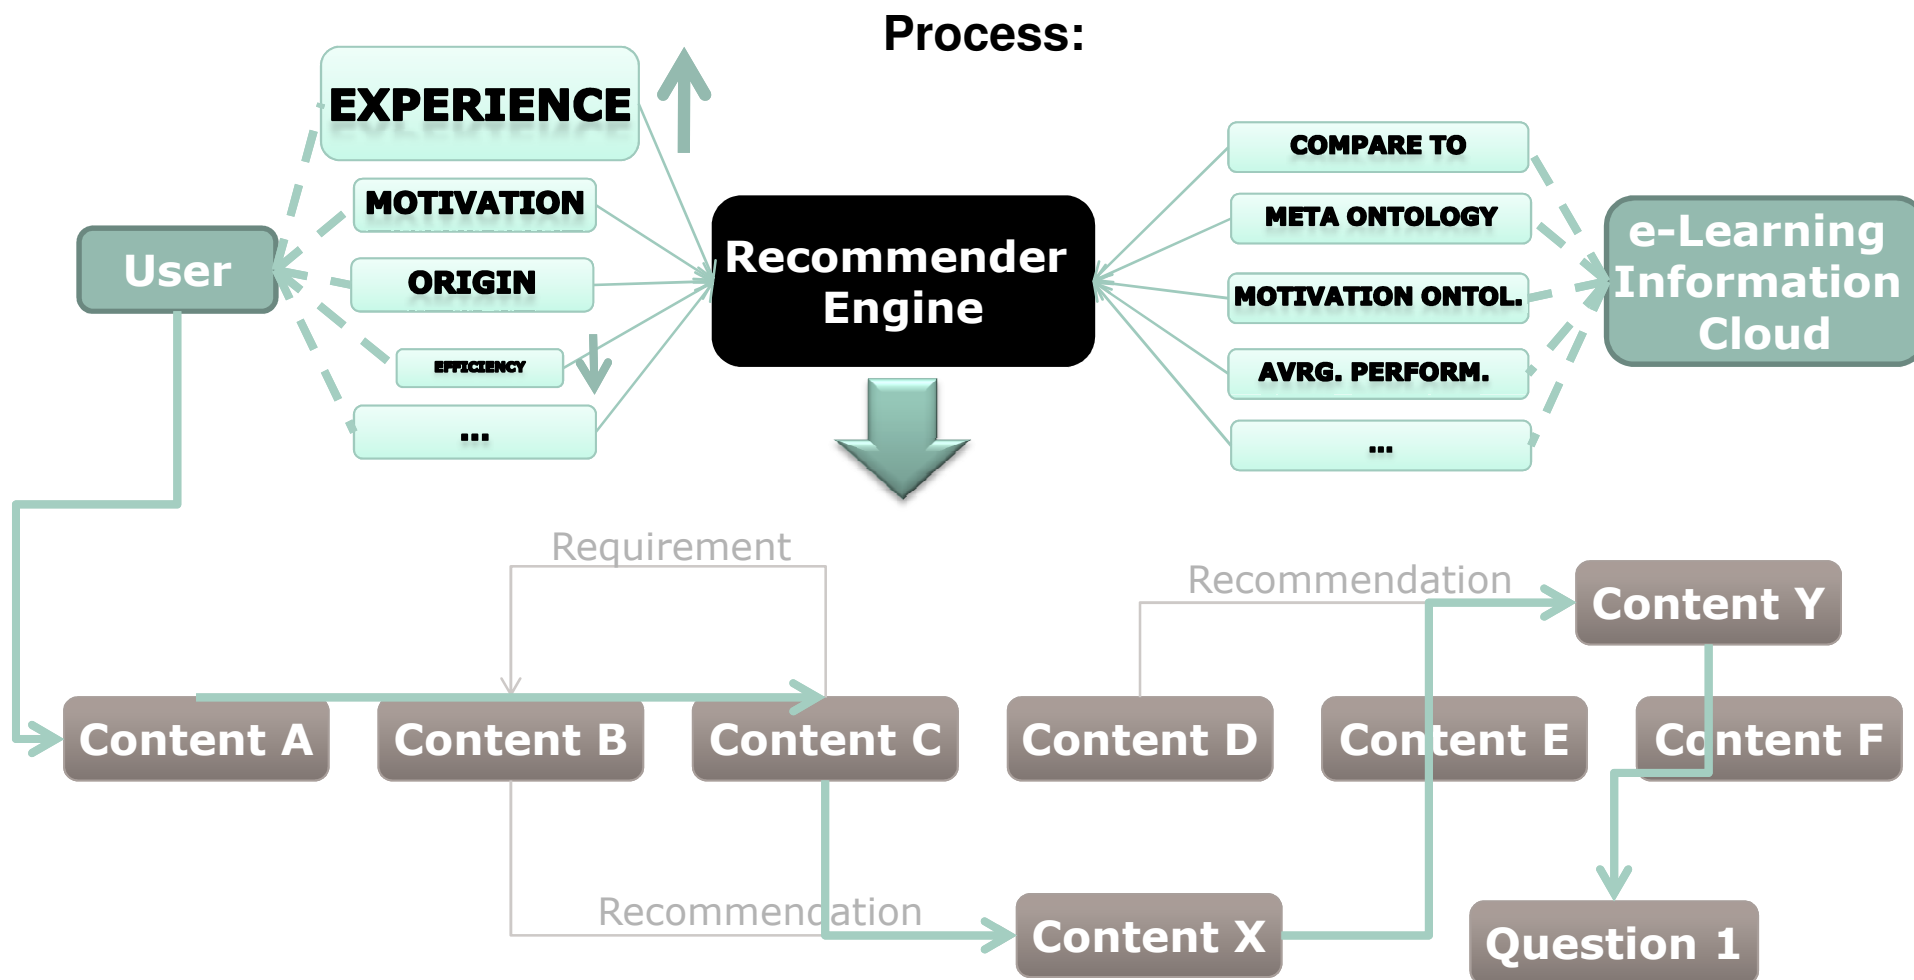 Process:
EXPERIENCE
MOTIVATION
ORIGIN
EFFICIENCY
...
User
Recommender
Engine
COMPARE TO
META ONTOLOGY
MOTIVATION ONTOL.
AVRG. PERFORM.
...
e-Learning
Information
Cloud
Requirement
Recommendation
Content Y
Content A
Content B
Content C
Content D
Content E
Content F
Recommendation
Content X
Question 1